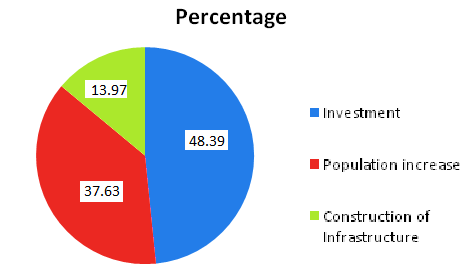 Percentage
13.97
48.39
37.63
Investment
Population increase
Construction of
Infrastructure